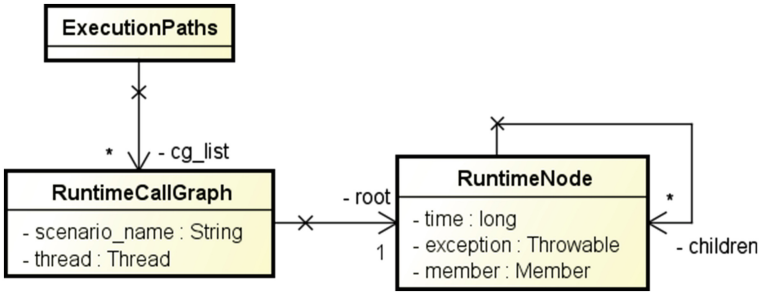 ExecutionPaths
* - cg_list
RuntimeCallGraph
- scenario_name : String
- thread : Thread
- root
1
RuntimeNode
- time : long
- exception : Throwable
- member : Member
*
- children